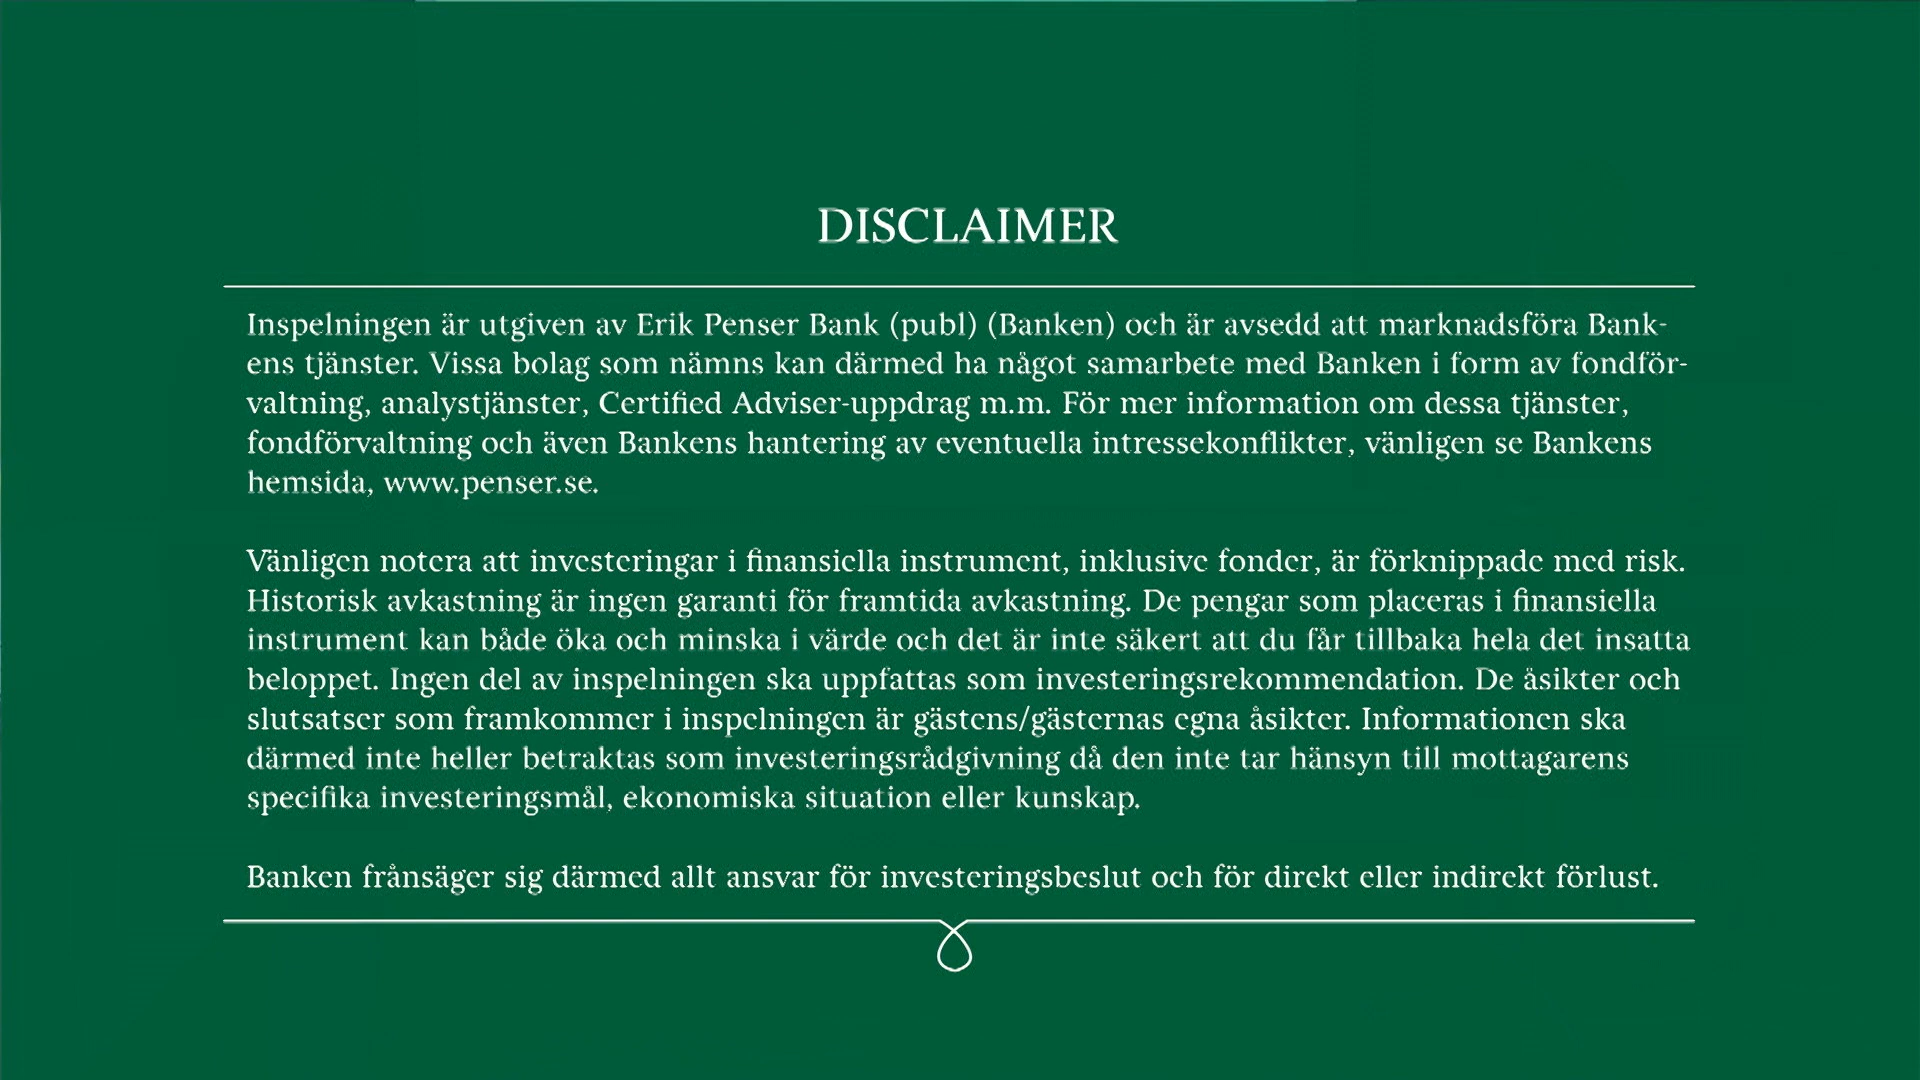 DISCLAIMER
Inspelningen är utgiven av Erik Penser Bank (publ) (Banken) och är avsedd att marknadsföra Bank-
ens tjänster. Vissa bolag som nämns kan därmed ha något samarbete med Banken i form av fondför-
valtning, analystjänster, Certified Adviser-uppdrag m.m. För mer information om dessa tjänster,
fondförvaltning och även Bankens hantering av eventuella intressekonflikter, vänligen se Bankens
hemsida, www.penser.se.
Vänligen notera att investeringar i finansiella instrument, inklusive fonder, är förknippade med risk.
Historisk avkastning är ingen garanti för framtida avkastning. De pengar som placeras i finansiella
instrument kan både öka och minska i värde och det är inte säkert att du får tillbaka hela det insatta
beloppet. Ingen del av inspelningen ska uppfattas som investeringsrekommendation. De åsikter och
slutsatser som framkommer i inspelningen är gästens/gästernas egna åsikter. Informationen ska
därmed inte heller betraktas som investeringsrådgivning då den inte tar hänsyn till mottagarens
specifika investeringsmål, ekonomiska situation eller kunskap.
Banken frånsäger sig därmed allt ansvar för investeringsbeslut och för direkt eller indirekt förlust.